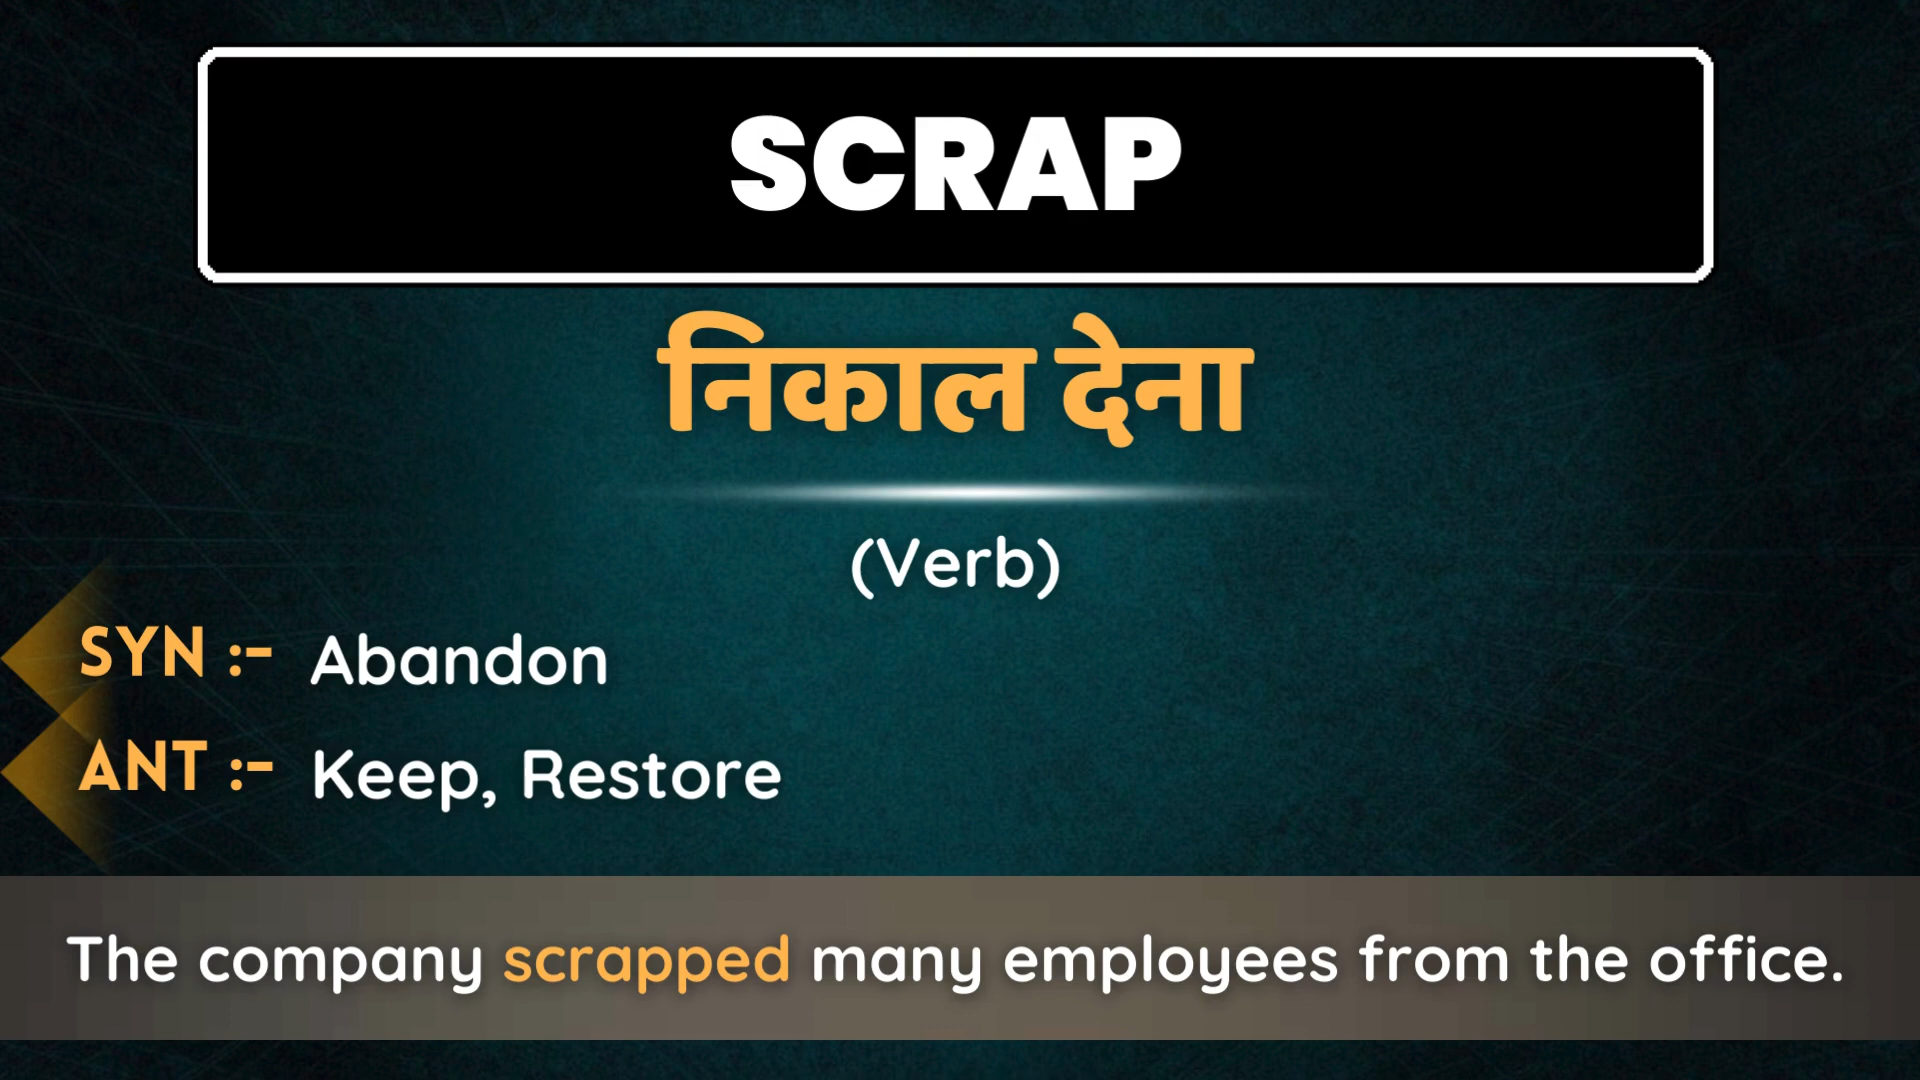 SCRAP
निकाल देना
(Verb)
SYN :- Abandon
ANT :- Keep, Restore
The company scrapped many employees from the office.